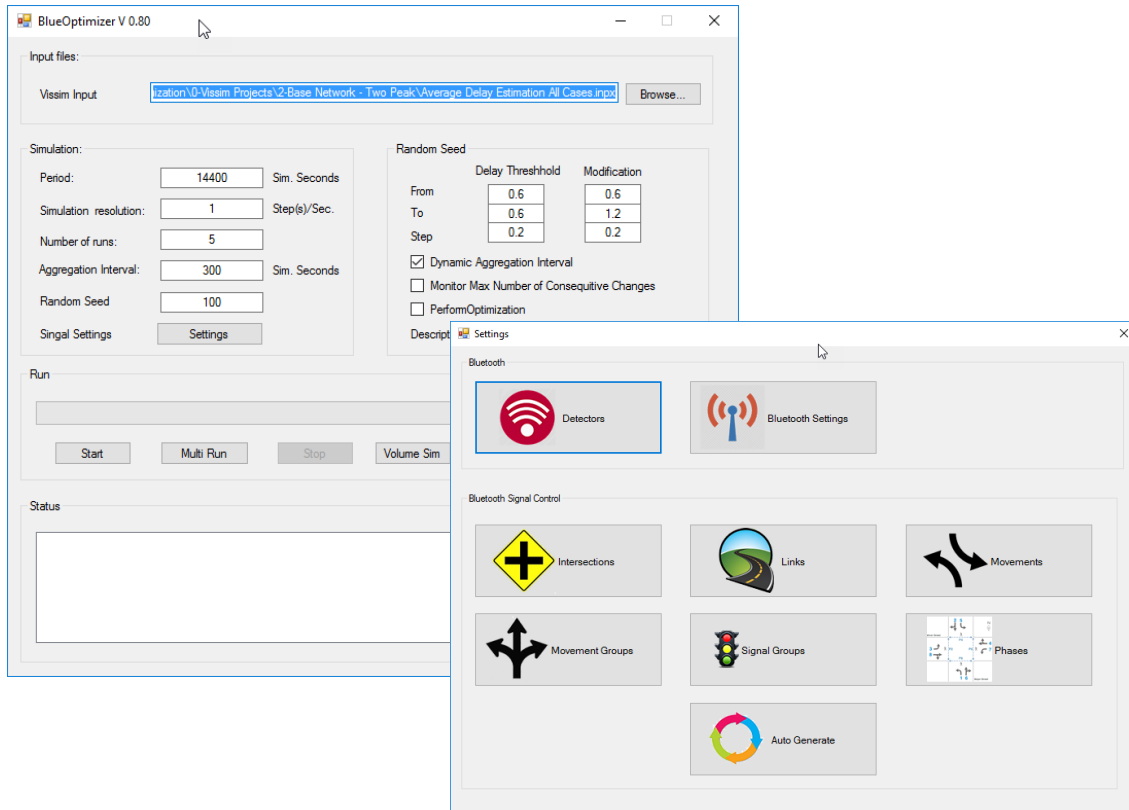 BlueOptimizer V 0.80
Input files:
Vissim Input
ization\0-Vissim Projects\2-Base Network - Two Peak\Average Delay Estimation All Cases.inpx
Browse...
Simulation:
Period: 14400 Sim. Seconds
Simulation resolution: 1 Step(s)/Sec.
Number of runs: 5
Aggregation Interval: 300 Sim. Seconds
Random Seed 100
Singal Settings Settings
Random Seed
Delay Threshhold Modification
From 0.6 0.6
To 0.6 1.2
Step 0.2 0.2
Dynamic Aggregation Interval
Monitor Max Number of Consequitive Changes
PerformOptimization
Descript
Run
Start Multi Run Stop Volume Sim
Status
Settings
Bluetooth
Detectors Bluetooth Settings
Bluetooth Signal Control
Intersections Links Movements
Movement Groups Signal Groups Phases
Auto Generate